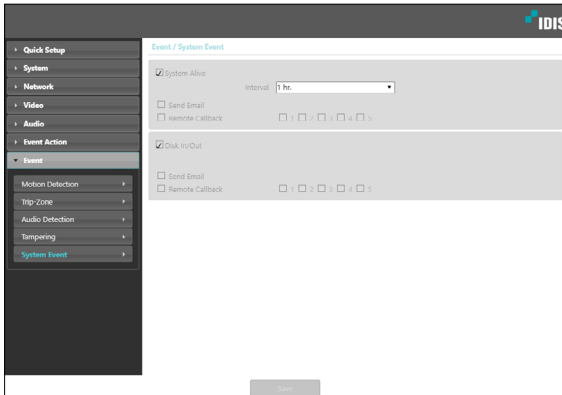 IDIS
Quick Setup
System
Network
Video
Audio
Event Action
Event
Motion Detection
Trip-Zone
Audio Detection
Tampering
System Event
Event / System Event
System Alive
Interval 1 hr.
Send Email
Remote Callback 1 2 3 4 5
Disk In/Out
Send Email
Remote Callback 1 2 3 4 5
Save